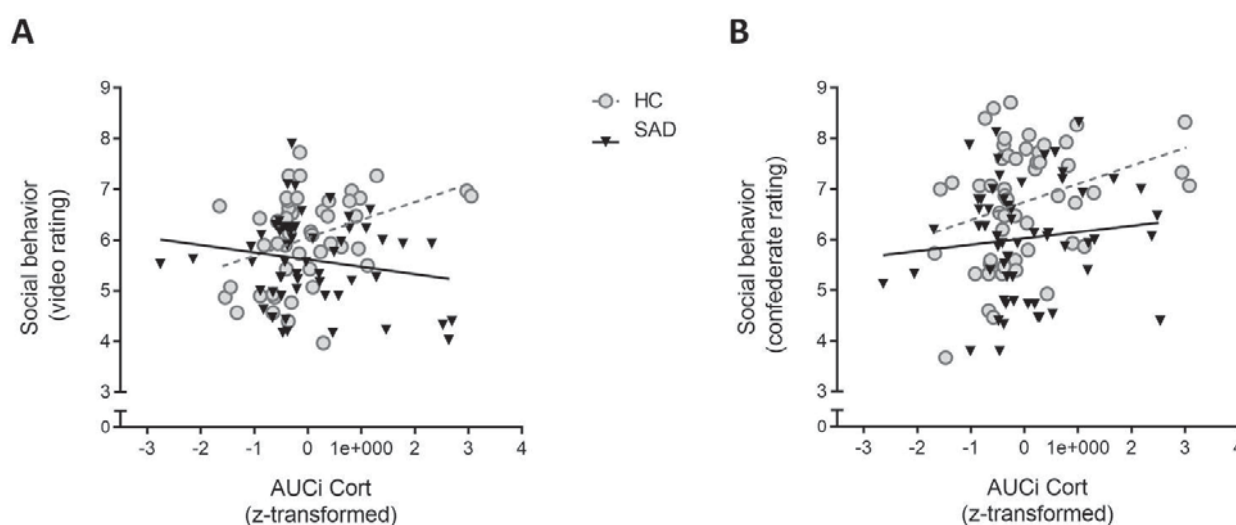 A
B
HC
SAD
Social behavior
(video rating)
9
8
7
6
5
4
3
0
-3
-2
-1
0
1e+000
2
3
4
AUCi Cort
(z-transformed)
Social behavior
(confederate rating)
9
8
7
6
5
4
3
0
-3
-2
-1
0
1e+000
2
3
4
AUCi Cort
(z-transformed)